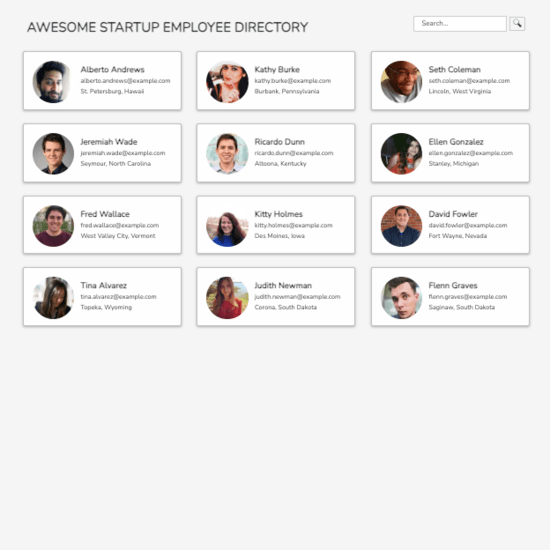 AWESOME STARTUP EMPLOYEE DIRECTORY
Search...
Alberto Andrews
alberto.andrews@example.com
St. Petersburg, Hawaii
Kathy Burke
kathy.burke@example.com
Burbank, Pennsylvania
Seth Coleman
seth.coleman@example.com
Lincoln, West Virginia
Jeremiah Wade
jeremiah.wade@example.com
Seymour, North Carolina
Ricardo Dunn
ricardo.dunn@example.com
Altoona, Kentucky
Ellen Gonzalez
ellen.gonzalez@example.com
Stanley, Michigan
Fred Wallace
fred.wallace@example.com
West Valley City, Vermont
Kitty Holmes
kitty.holmes@example.com
Des Moines, Iowa
David Fowler
david.fowler@example.com
Fort Wayne, Nevada
Tina Alvarez
tina.alvarez@example.com
Topeka, Wyoming
Judith Newman
judith.newman@example.com
Corona, South Dakota
Flenn Graves
flenn.graves@example.com
Saginaw, South Dakota